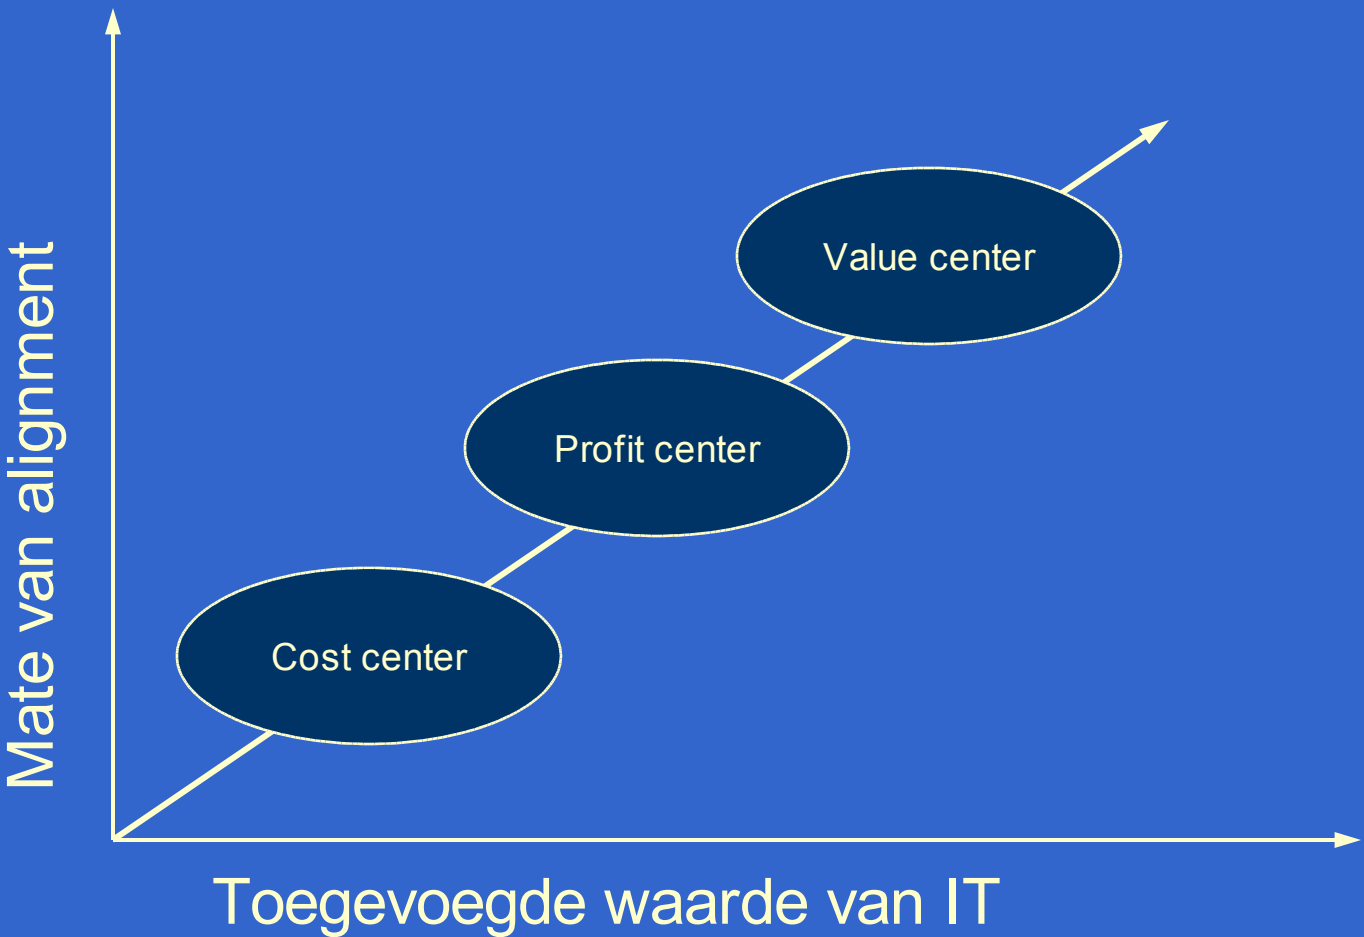 Mate van alignment
Value center
Profit center
Cost center
Toegevoegde waarde van IT